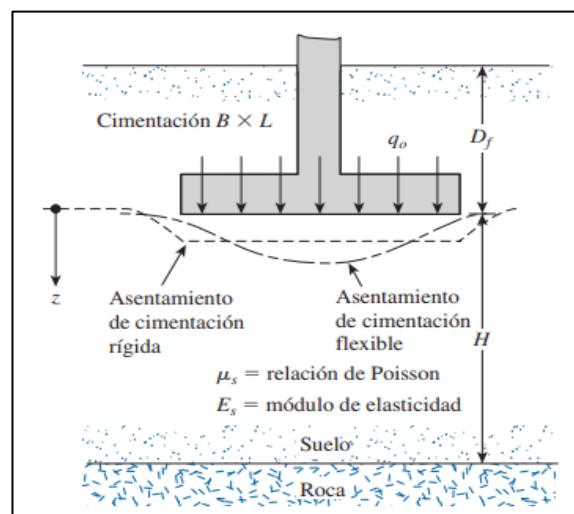 Cimentación B × L
D_f
q_o
z
Asentamiento
de cimentación
rígida
Asentamiento
de cimentación
flexible
H
μ_s = relación de Poisson
E_s = módulo de elasticidad
Suelo
Roca